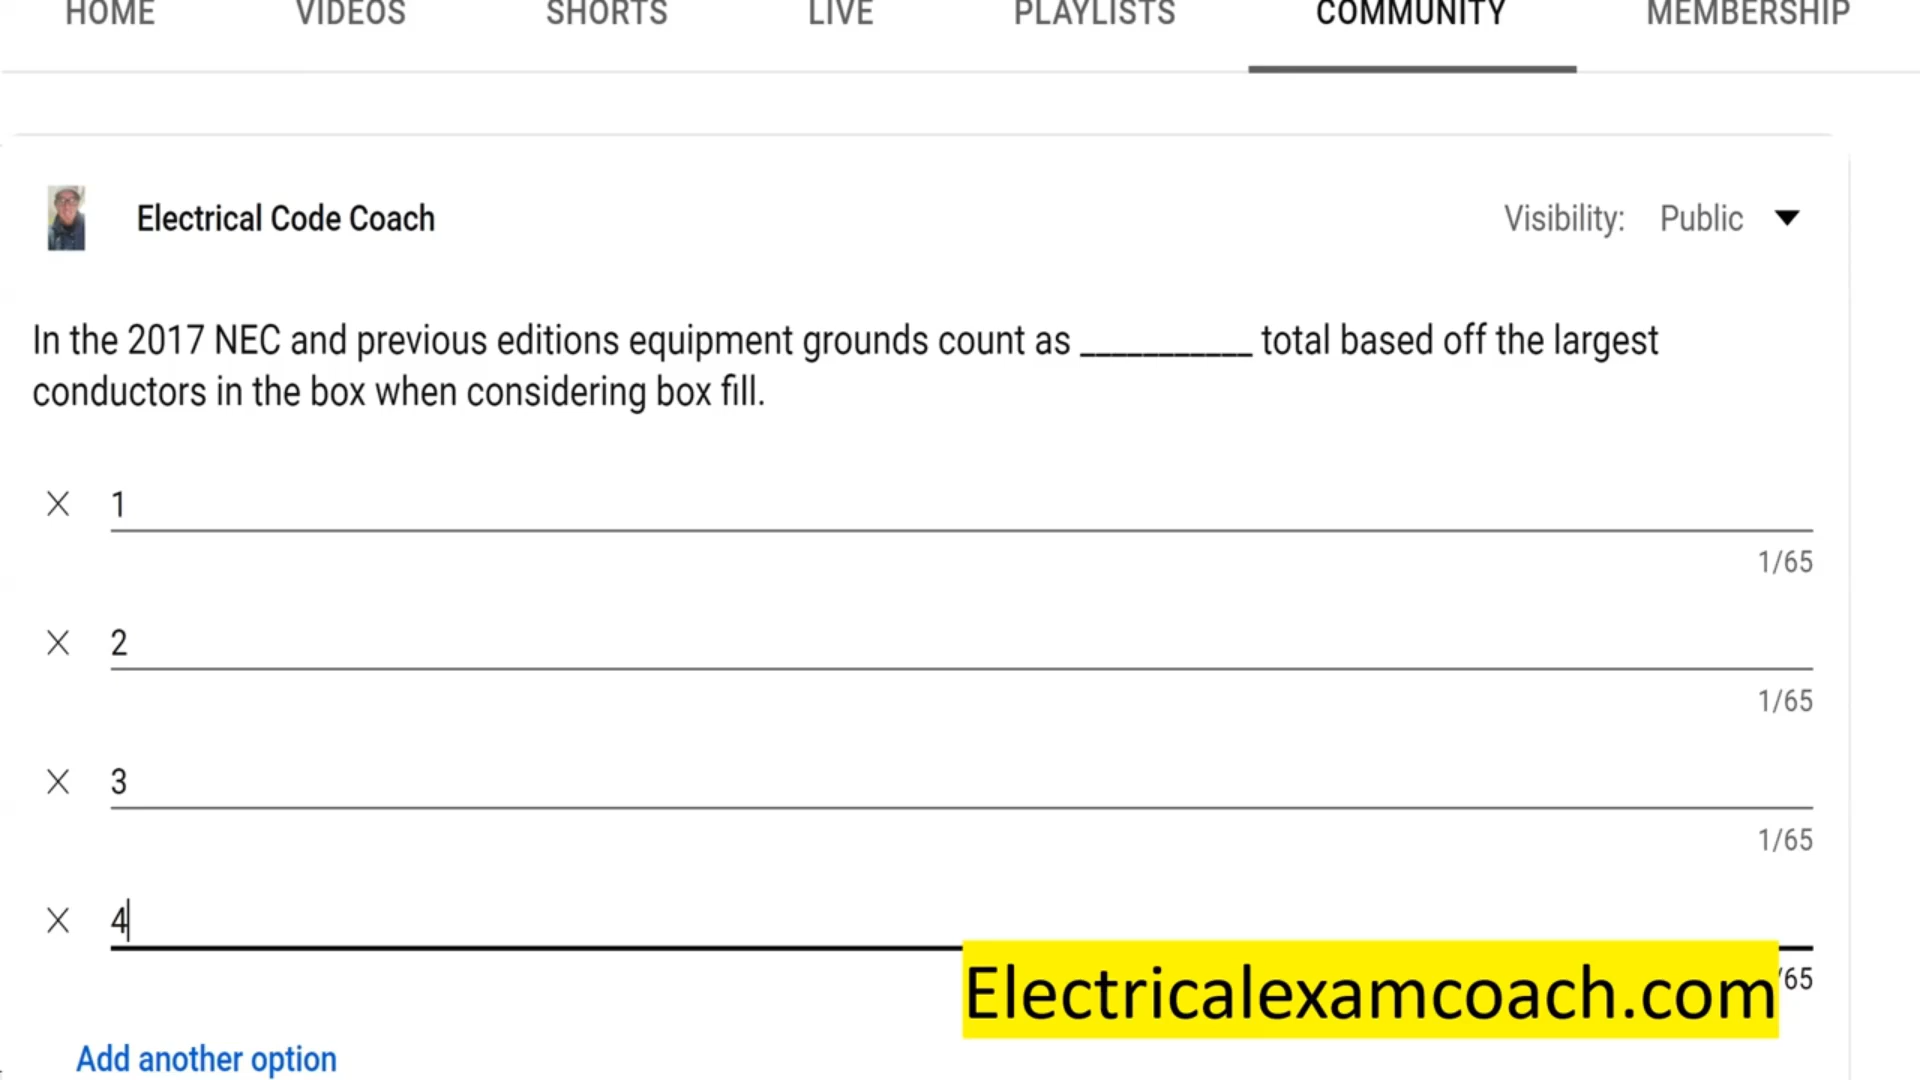 HOME VIDEOS SHORTS LIVE PLAYLISTS COMMUNITY MEMBERSHIP
Electrical Code Coach
Visibility: Public
In the 2017 NEC and previous editions equipment grounds count as ___________ total based off the largest
conductors in the box when considering box fill.
1
1/65
2
1/65
3
1/65
4
/65
Electricalexamcoach.com
Add another option